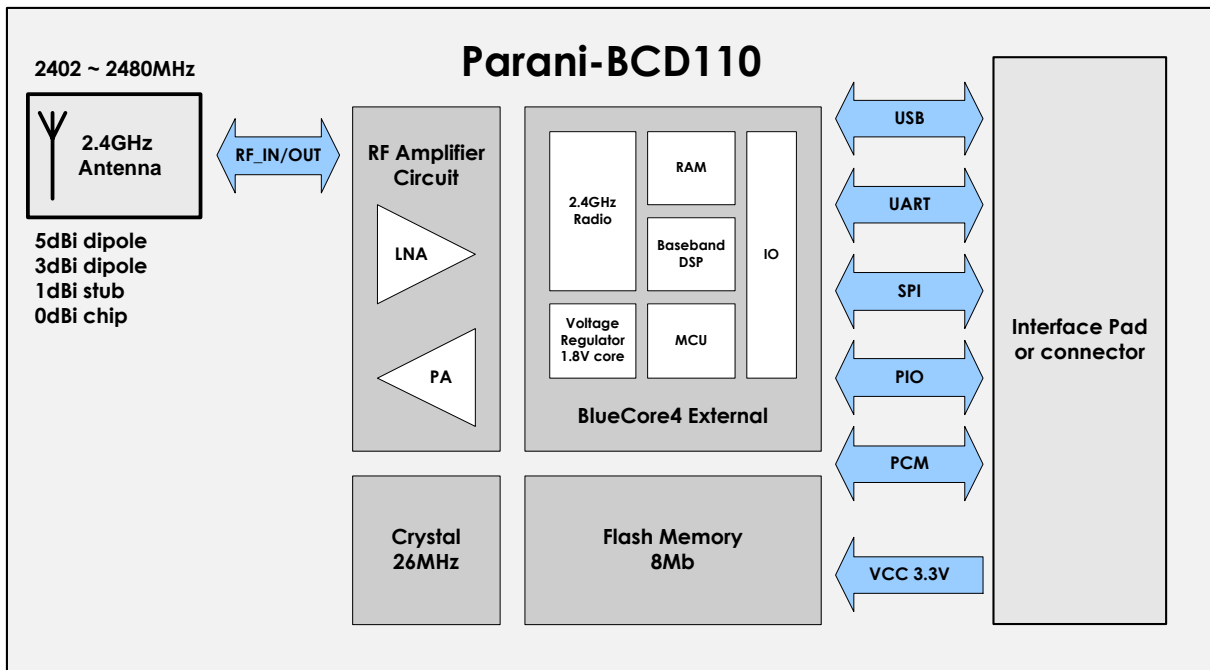 Parani-BCD110
2402 ~ 2480MHz
2.4GHz
Antenna
5dBi dipole
3dBi dipole
1dBi stub
0dBi chip
RF_IN/OUT
RF Amplifier
Circuit
LNA
PA
2.4GHz
Radio
RAM
Baseband
DSP
IO
Voltage
Regulator
1.8V core
MCU
BlueCore4 External
Crystal
26MHz
Flash Memory
8Mb
USB
UART
SPI
PIO
PCM
VCC 3.3V
Interface Pad
or connector